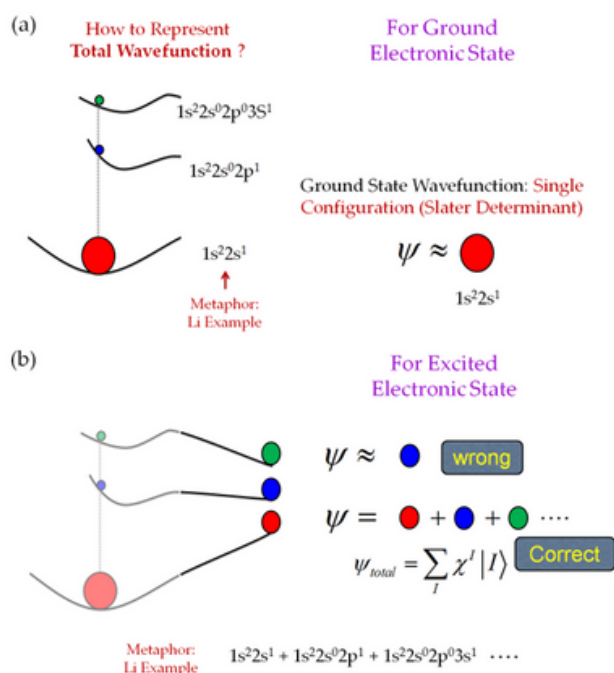 (a)
How to Represent
Total Wavefunction ?
1s²2s⁰2p⁰3S¹
1s²2s⁰2p¹
1s²2s¹
Metaphor:
Li Example
For Ground
Electronic State
Ground State Wavefunction: Single
Configuration (Slater Determinant)
ψ ≈
1s²2s¹
(b)
For Excited
Electronic State
ψ ≈ wrong
ψ = + + ····
ψ_total = ∑_I χ^I |I⟩ Correct
Metaphor:
Li Example
1s²2s¹ + 1s²2s⁰2p¹ + 1s²2s⁰2p⁰3s¹ ····